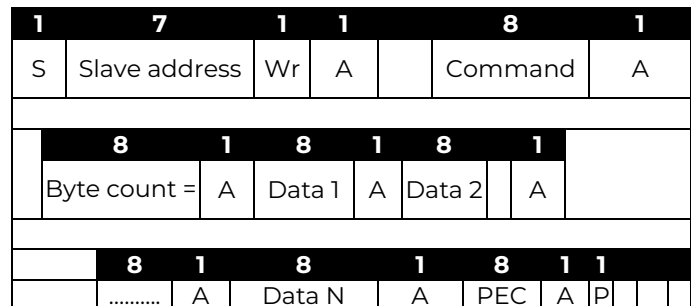 1 7 1 1 8 1
S Slave address Wr A Command A
8 1 8 1 8 1
Byte count = A Data 1 A Data 2 A
8 1 8 1 8 1 1
.......... A Data N A PEC A P